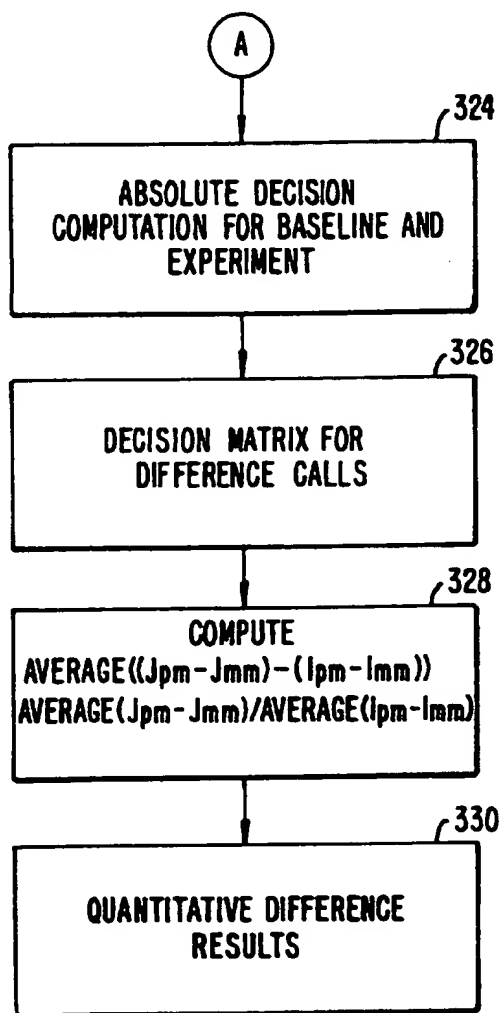 A
324
ABSOLUTE DECISION
COMPUTATION FOR BASELINE AND
EXPERIMENT
326
DECISION MATRIX FOR
DIFFERENCE CALLS
328
COMPUTE
AVERAGE((Jpm-Jmm)-(Ipm-Imm))
AVERAGE(Jpm-Jmm)/AVERAGE(Ipm-Imm)
330
QUANTITATIVE DIFFERENCE
RESULTS